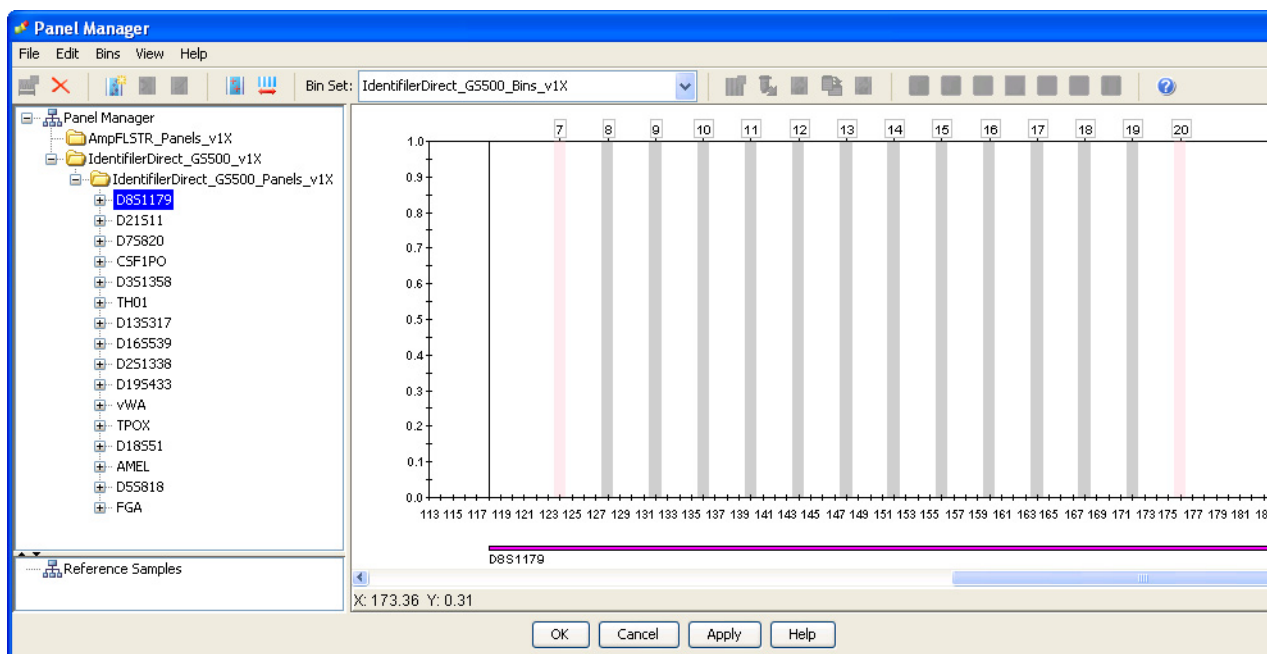 Panel Manager
File Edit Bins View Help
Bin Set: IdentifilerDirect_GS500_Bins_v1X
Panel Manager
AmpFLSTR_Panels_v1X
IdentifilerDirect_GS500_v1X
IdentifilerDirect_GS500_Panels_v1X
D8S1179
D21S11
D7S820
CSF1PO
D3S1358
TH01
D13S317
D16S539
D2S1338
D19S433
vWA
TPOX
D18S51
AMEL
D5S818
FGA
Reference Samples
7 8 9 10 11 12 13 14 15 16 17 18 19 20
1.0
0.9
0.8
0.7
0.6
0.5
0.4
0.3
0.2
0.1
0.0
113 115 117 119 121 123 125 127 129 131 133 135 137 139 141 143 145 147 149 151 153 155 157 159 161 163 165 167 169 171 173 175 177 179 181
D8S1179
X: 173.36 Y: 0.31
OK Cancel Apply Help